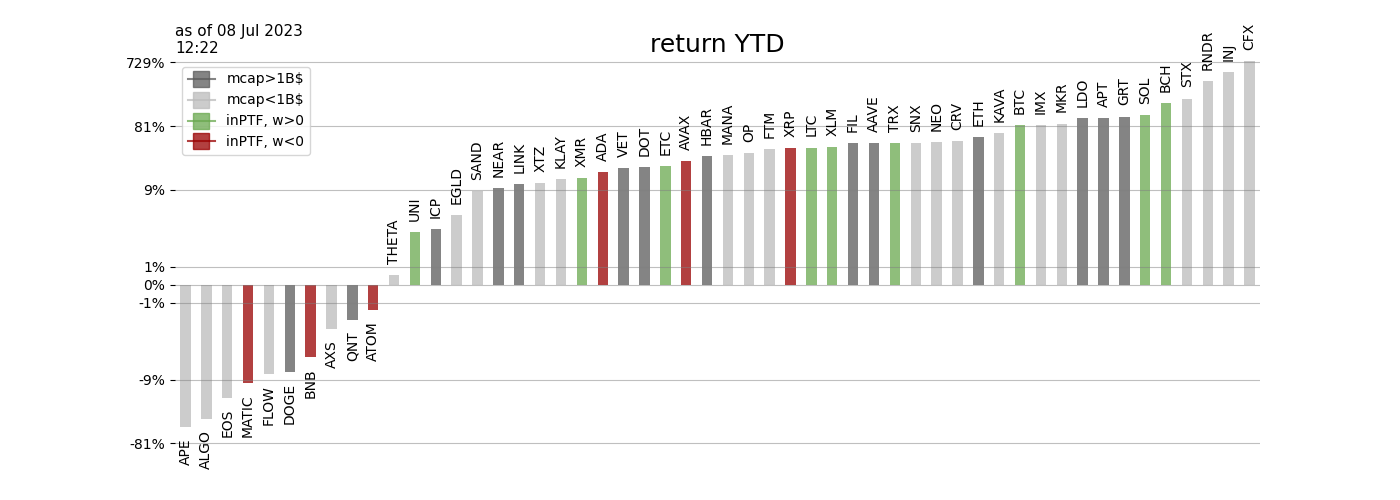 as of 08 Jul 2023
12:22
return YTD
729%
81%
9%
1%
0%
-1%
-9%
-81%
mcap>1B$
mcap<1B$
inPTF, w>0
inPTF, w<0
APE
ALGO
EOS
MATIC
FLOW
DOGE
BNB
AXS
QNT
ATOM
THETA
UNI
ICP
EGLD
SAND
NEAR
LINK
XTZ
KLAY
XMR
ADA
VET
DOT
ETC
AVAX
HBAR
MANA
OP
FTM
XRP
LTC
XLM
FIL
AAVE
TRX
SNX
NEO
CRV
ETH
KAVA
BTC
IMX
MKR
LDO
APT
GRT
SOL
BCH
STX
RNDR
INJ
CFX